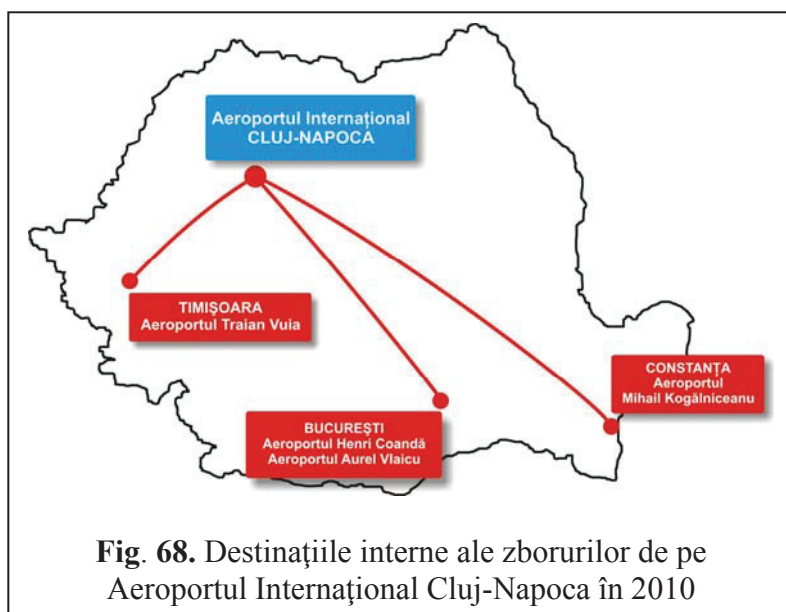 Aeroportul Internațional
CLUJ-NAPOCA
TIMIŞOARA
Aeroportul Traian Vuia
CONSTANȚA
Aeroportul
Mihail Kogălniceanu
BUCUREŞTI
Aeroportul Henri Coandă
Aeroportul Aurel Vlaicu
Fig. 68. Destinaţiile interne ale zborurilor de pe
Aeroportul Internaţional Cluj-Napoca în 2010